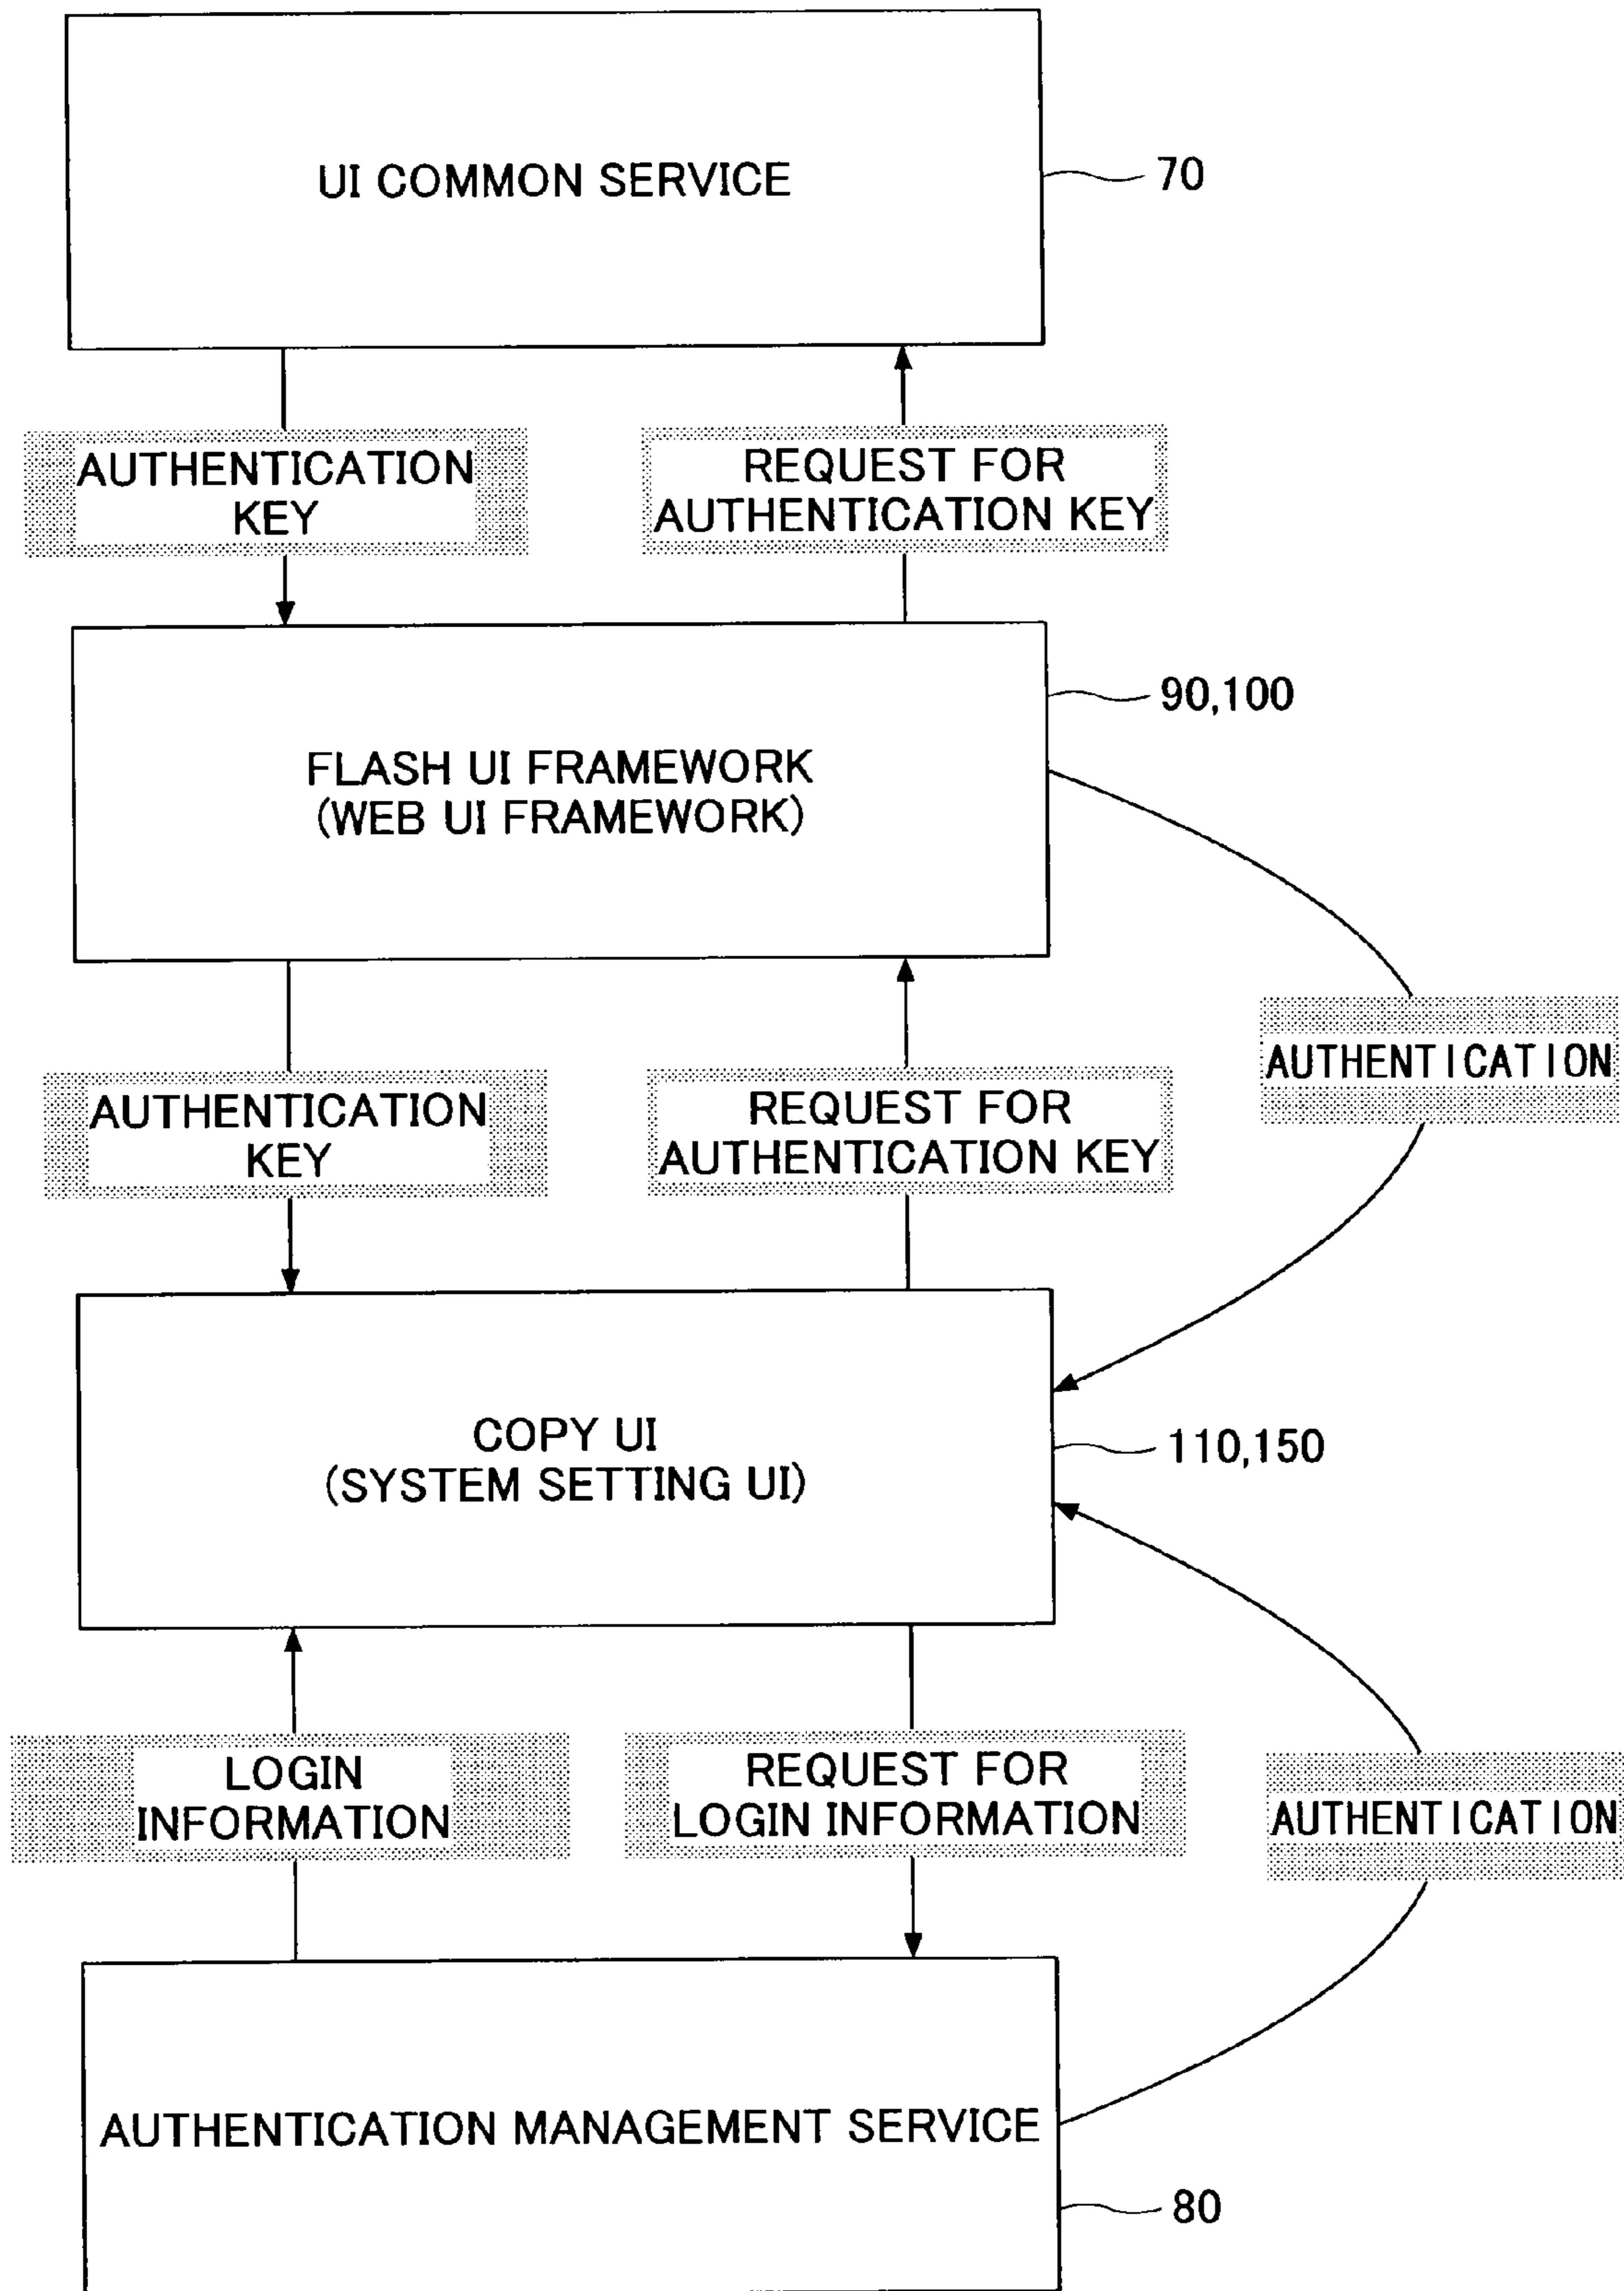 UI COMMON SERVICE
70
AUTHENTICATION
KEY
REQUEST FOR
AUTHENTICATION KEY
90,100
FLASH UI FRAMEWORK
(WEB UI FRAMEWORK)
AUTHENTICATION
AUTHENTICATION
KEY
REQUEST FOR
AUTHENTICATION KEY
COPY UI
(SYSTEM SETTING UI)
110,150
LOGIN
INFORMATION
REQUEST FOR
LOGIN INFORMATION
AUTHENTICATION
AUTHENTICATION MANAGEMENT SERVICE
80